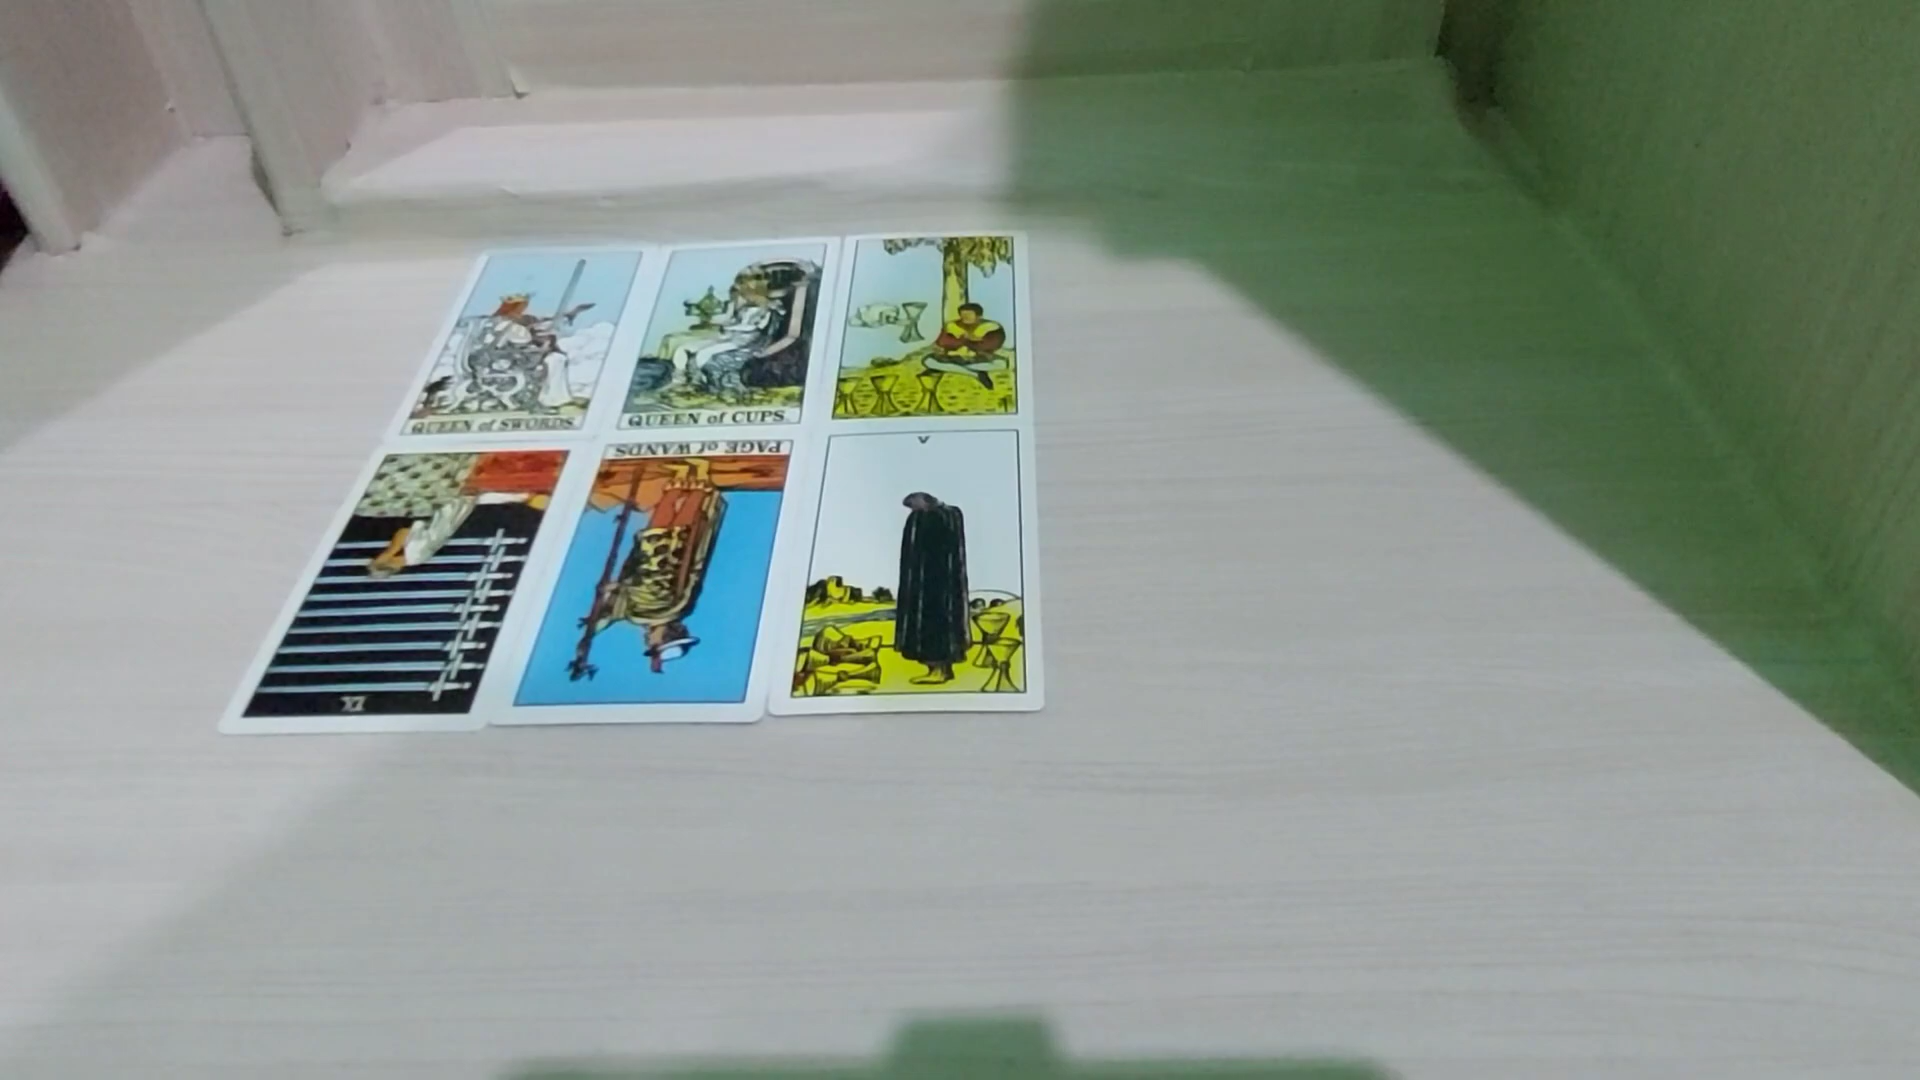 QUEEN of SWORDS
QUEEN of CUPS
PAGE of WANDS
V
IX